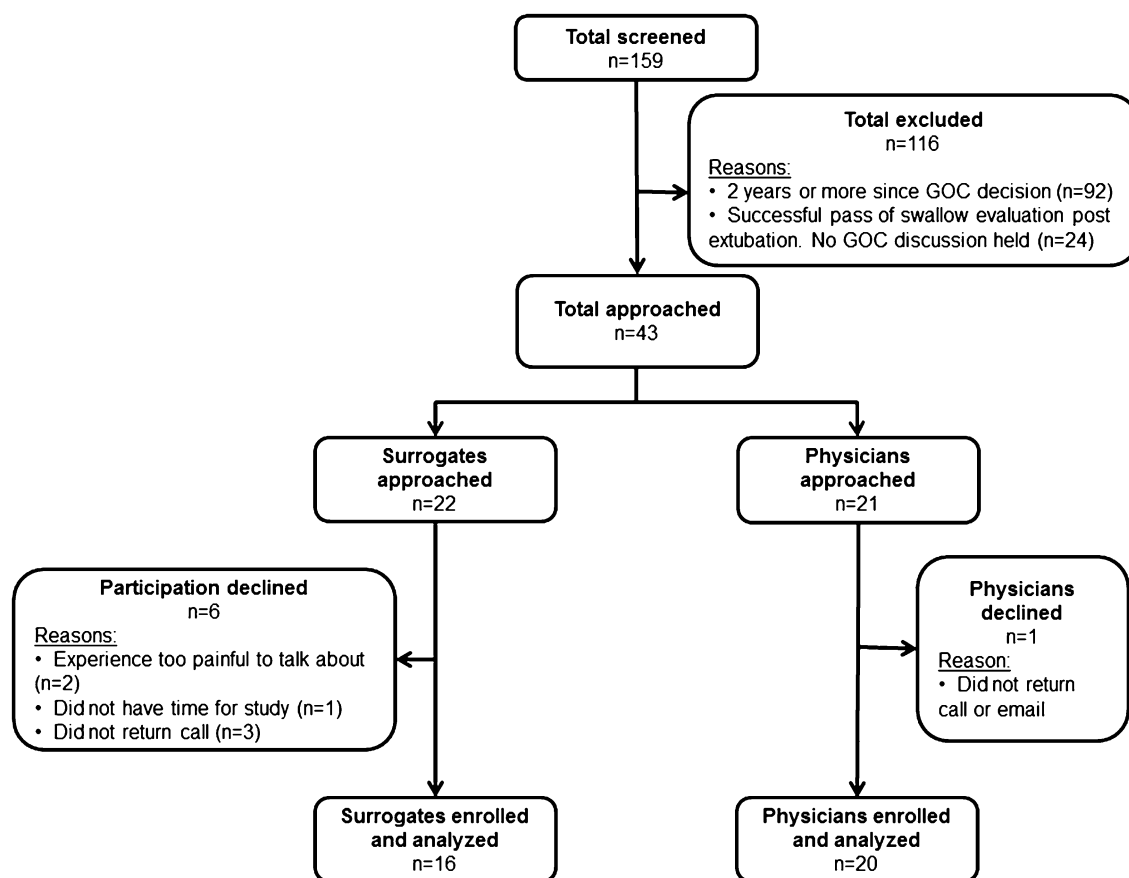 Total screened
n=159
Total excluded
n=116
Reasons:
• 2 years or more since GOC decision (n=92)
• Successful pass of swallow evaluation post
extubation. No GOC discussion held (n=24)
Total approached
n=43
Surrogates
approached
n=22
Physicians
approached
n=21
Participation declined
n=6
Reasons:
• Experience too painful to talk about
(n=2)
• Did not have time for study (n=1)
• Did not return call (n=3)
Physicians
declined
n=1
Reason:
• Did not return
call or email
Surrogates enrolled
and analyzed
n=16
Physicians enrolled
and analyzed
n=20